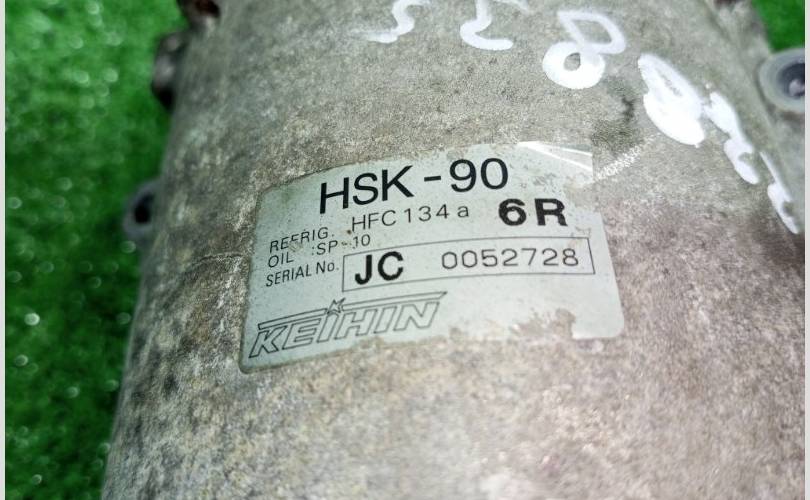 HSK-90
REFRIG. HFC134a 6R
OIL :SP-10
SERIAL No. JC 0052728
KEIHIN